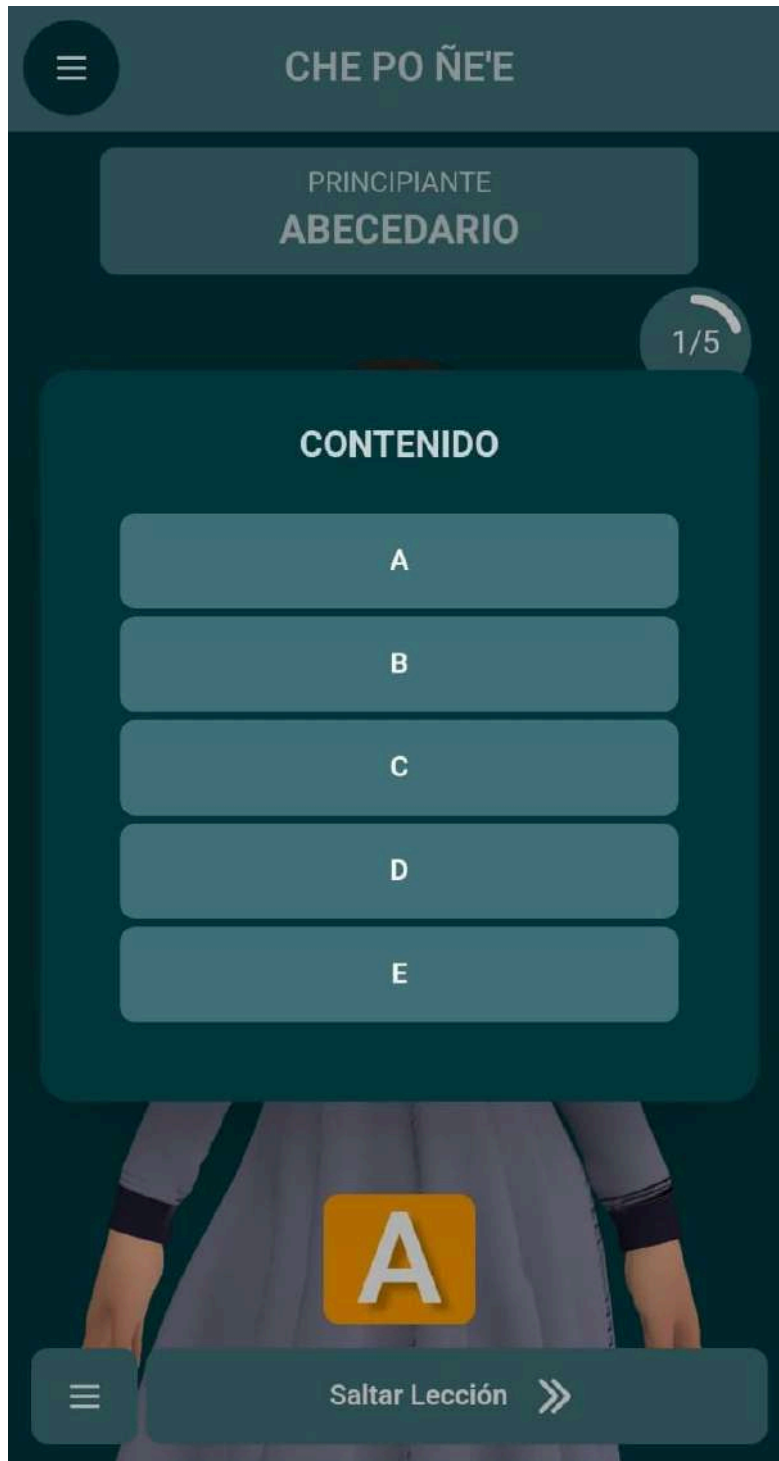 CHE PO ÑE'E
PRINCIPIANTE
ABECEDARIO
1/5
CONTENIDO
A
B
C
D
E
A
Saltar Lección